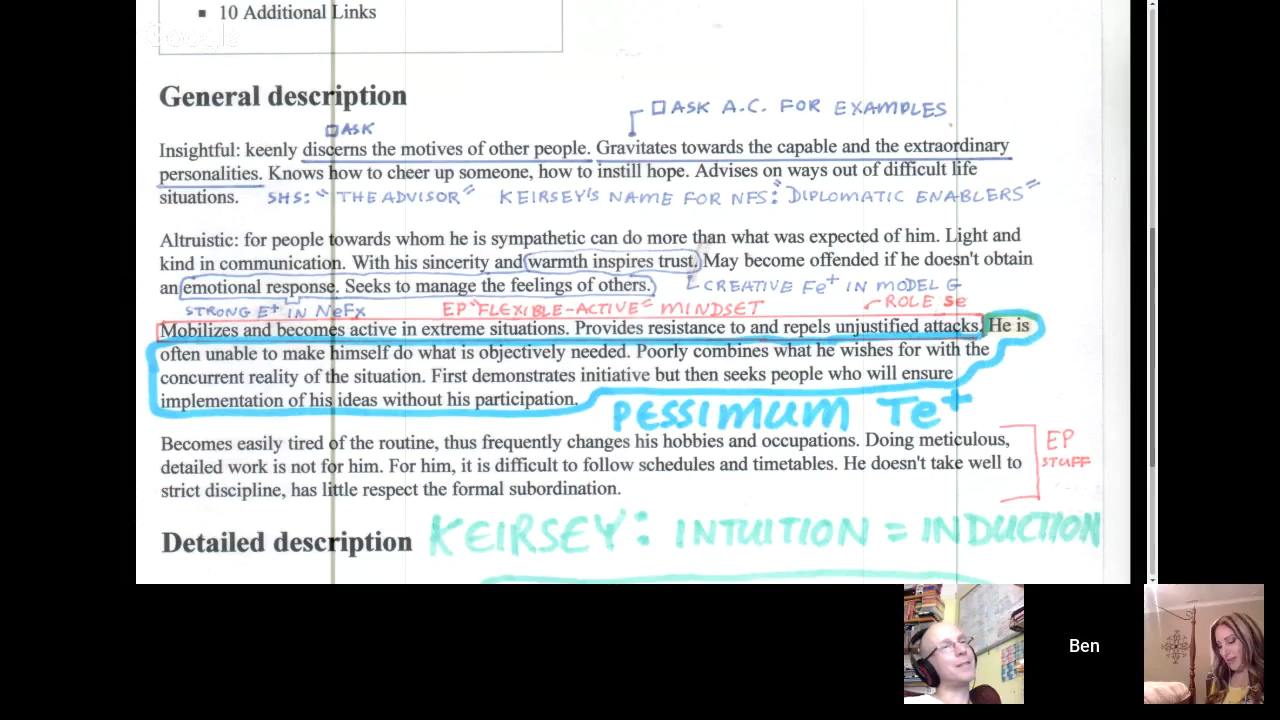 10 Additional Links
Google
General description
□ ASK A.C. FOR EXAMPLES
□ASK
Insightful: keenly discerns the motives of other people. Gravitates towards the capable and the extraordinary
personalities. Knows how to cheer up someone, how to instill hope. Advises on ways out of difficult life
situations. SHS: "THE ADVISOR" KEIRSEY'S NAME FOR NFS: "DIPLOMATIC ENABLERS"
Altruistic: for people towards whom he is sympathetic can do more than what was expected of him. Light and
kind in communication. With his sincerity and warmth inspires trust. May become offended if he doesn't obtain
an emotional response. Seeks to manage the feelings of others. CREATIVE Fe+ IN MODEL G
STRONG E+ IN NeFx EP "FLEXIBLE-ACTIVE" MINDSET ROLE Se
Mobilizes and becomes active in extreme situations. Provides resistance to and repels unjustified attacks. He is
often unable to make himself do what is objectively needed. Poorly combines what he wishes for with the
concurrent reality of the situation. First demonstrates initiative but then seeks people who will ensure
implementation of his ideas without his participation. PESSIMUM Te+
Becomes easily tired of the routine, thus frequently changes his hobbies and occupations. Doing meticulous, EP
detailed work is not for him. For him, it is difficult to follow schedules and timetables. He doesn't take well to STUFF
strict discipline, has little respect the formal subordination.
Detailed description KEIRSEY: INTUITION = INDUCTION
Ben